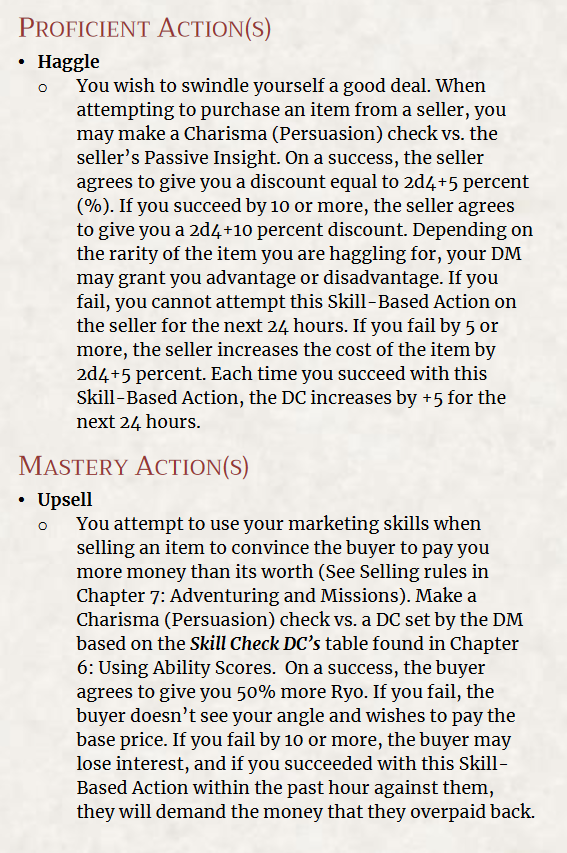 PROFICIENT ACTION(S)
• Haggle
o You wish to swindle yourself a good deal. When
attempting to purchase an item from a seller, you
may make a Charisma (Persuasion) check vs. the
seller’s Passive Insight. On a success, the seller
agrees to give you a discount equal to 2d4+5 percent
(%). If you succeed by 10 or more, the seller agrees
to give you a 2d4+10 percent discount. Depending on
the rarity of the item you are haggling for, your DM
may grant you advantage or disadvantage. If you
fail, you cannot attempt this Skill-Based Action on
the seller for the next 24 hours. If you fail by 5 or
more, the seller increases the cost of the item by
2d4+5 percent. Each time you succeed with this
Skill-Based Action, the DC increases by +5 for the
next 24 hours.
MASTERY ACTION(S)
• Upsell
o You attempt to use your marketing skills when
selling an item to convince the buyer to pay you
more money than its worth (See Selling rules in
Chapter 7: Adventuring and Missions). Make a
Charisma (Persuasion) check vs. a DC set by the DM
based on the Skill Check DC’s table found in Chapter
6: Using Ability Scores.  On a success, the buyer
agrees to give you 50% more Ryo. If you fail, the
buyer doesn’t see your angle and wishes to pay the
base price. If you fail by 10 or more, the buyer may
lose interest, and if you succeeded with this Skill-
Based Action within the past hour against them,
they will demand the money that they overpaid back.